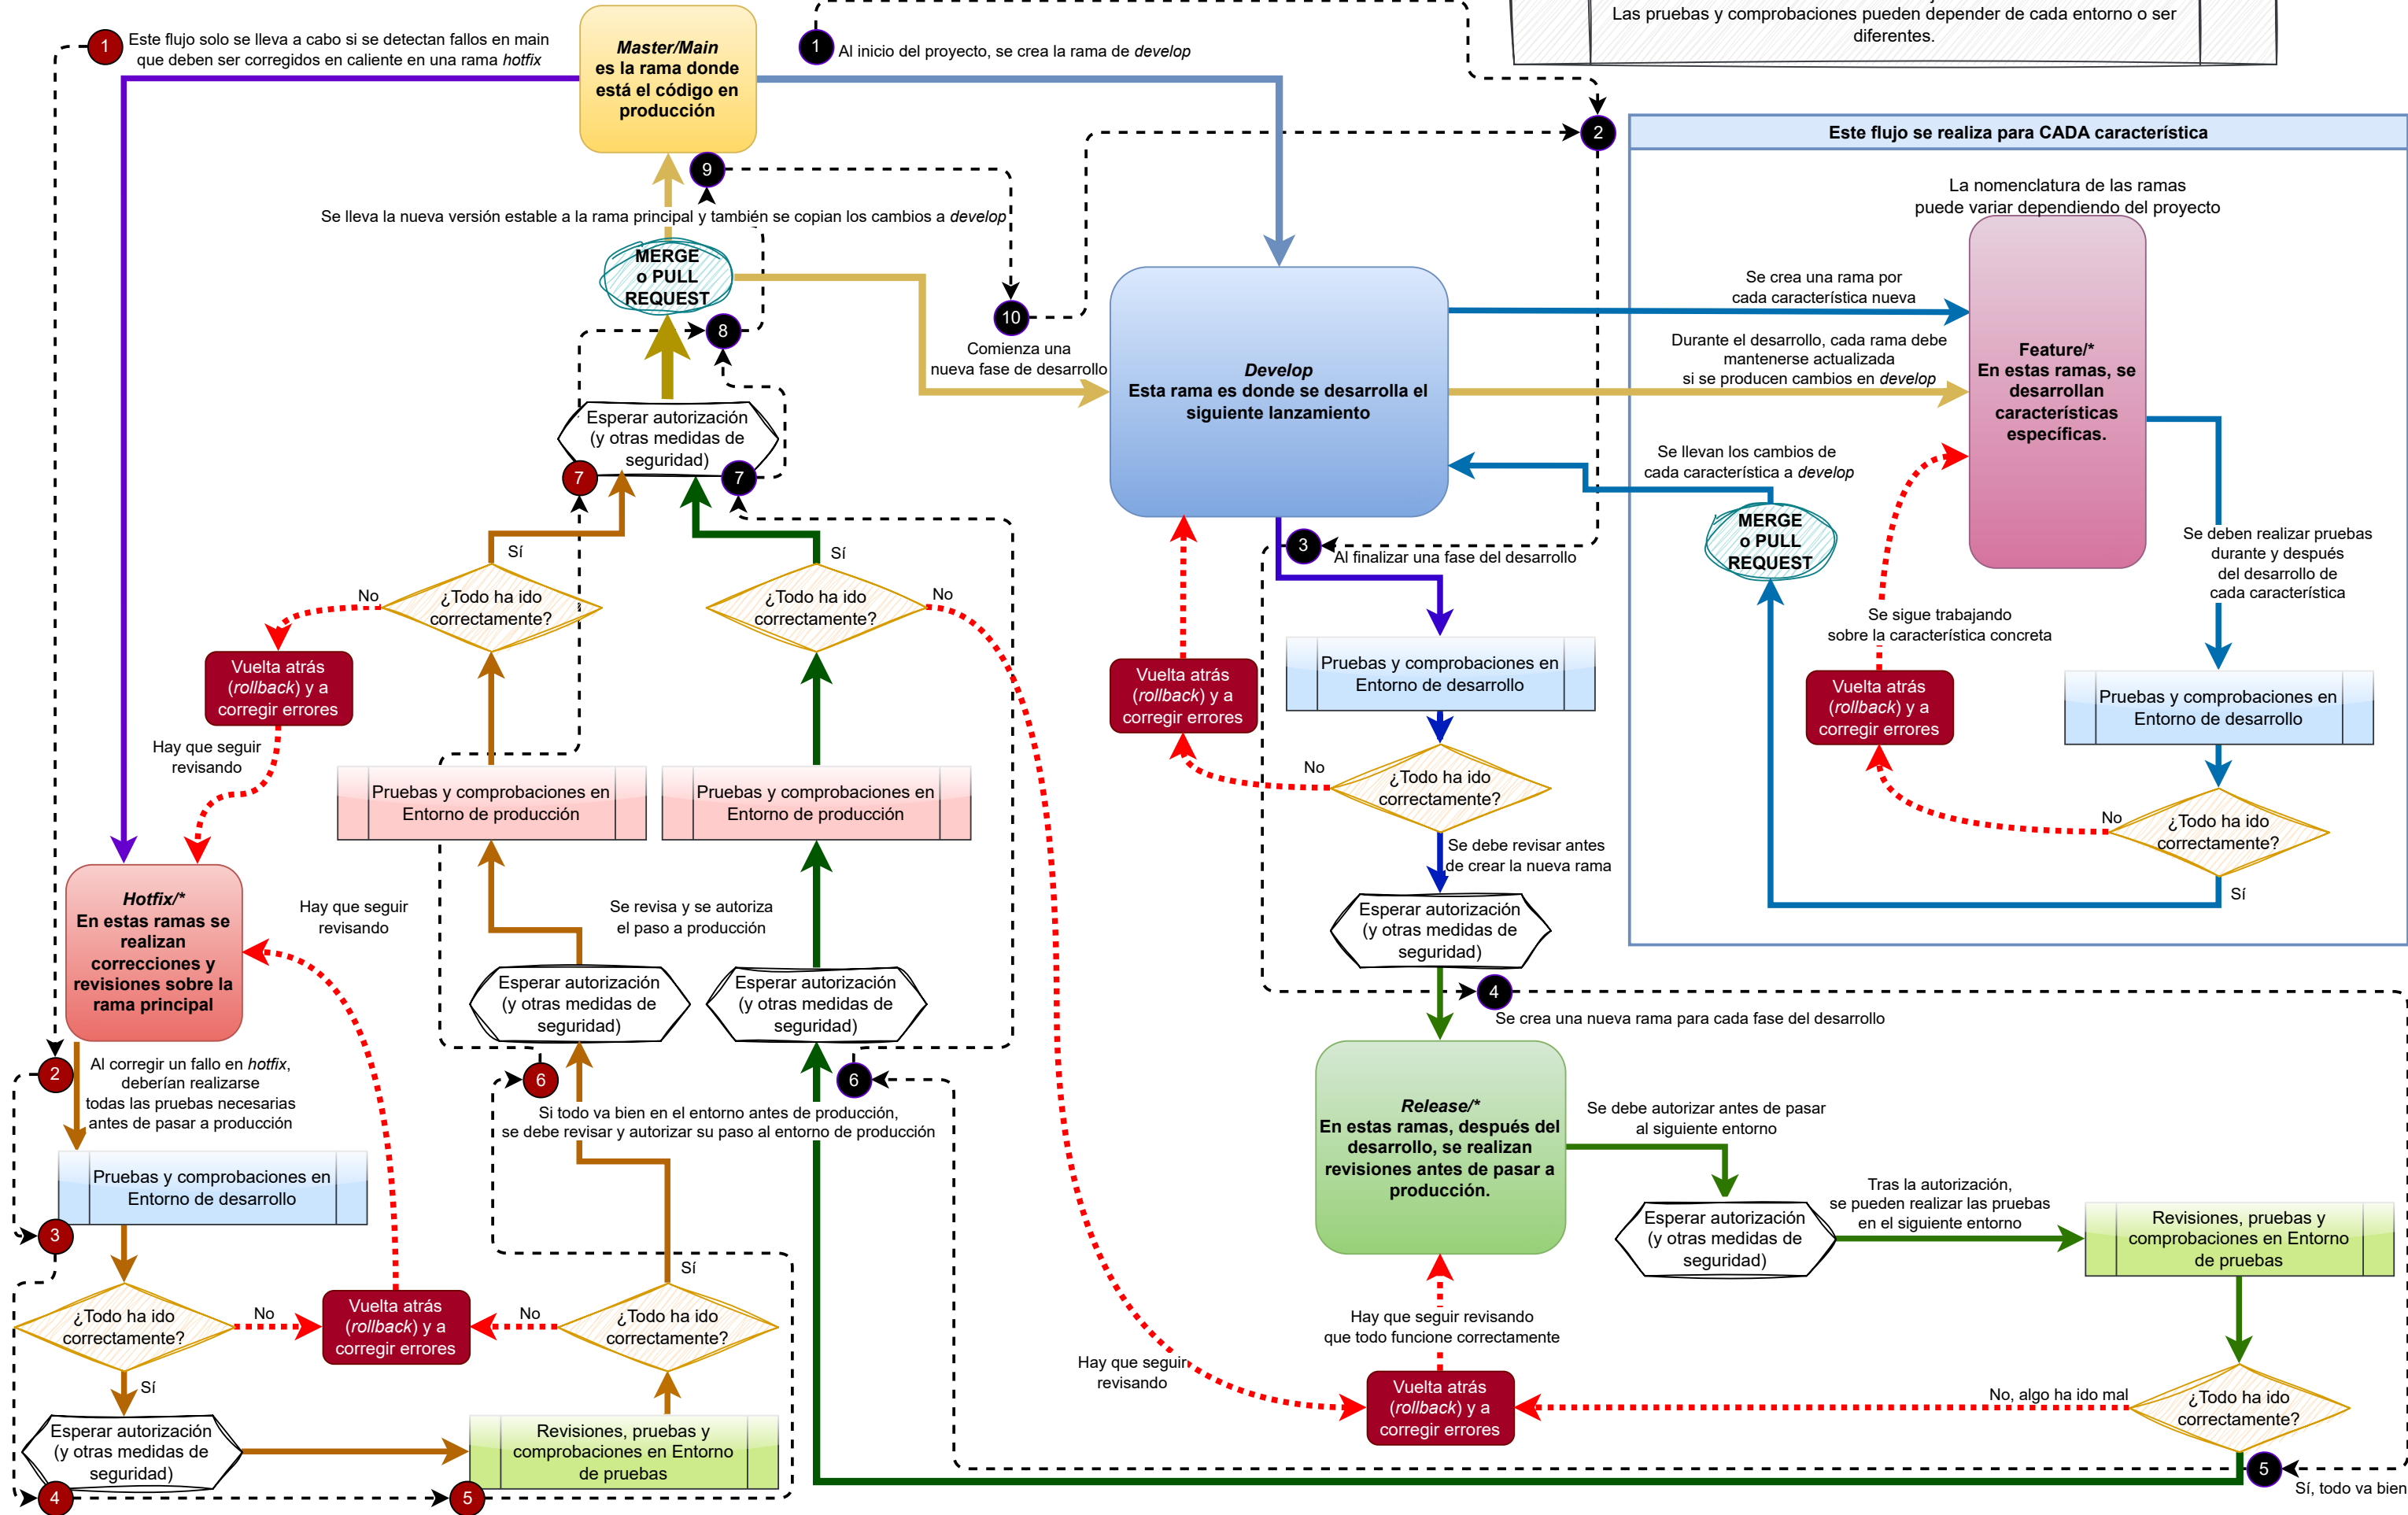 Las pruebas y comprobaciones pueden depender de cada entorno o ser
diferentes.
1
Este flujo solo se lleva a cabo si se detectan fallos en main
que deben ser corregidos en caliente en una rama hotfix
Master/Main
es la rama donde
está el código en
producción
1
Al inicio del proyecto, se crea la rama de develop
2
Este flujo se realiza para CADA característica
9
Se lleva la nueva versión estable a la rama principal y también se copian los cambios a develop
MERGE
o PULL
REQUEST
8
10
Comienza una
nueva fase de desarrollo
Develop
Esta rama es donde se desarrolla el
siguiente lanzamiento
La nomenclatura de las ramas
puede variar dependiendo del proyecto
Se crea una rama por
cada característica nueva
Durante el desarrollo, cada rama debe
mantenerse actualizada
si se producen cambios en develop
Feature/*
En estas ramas, se
desarrollan
características
específicas.
Se llevan los cambios de
cada característica a develop
MERGE
o PULL
REQUEST
Se deben realizar pruebas
durante y después
del desarrollo de
cada característica
Se sigue trabajando
sobre la característica concreta
Vuelta atrás
(rollback) y a
corregir errores
Pruebas y comprobaciones en
Entorno de desarrollo
No
¿Todo ha ido
correctamente?
Sí
Esperar autorización
(y otras medidas de
seguridad)
7
7
Sí
Sí
No
¿Todo ha ido
correctamente?
¿Todo ha ido
correctamente?
No
Vuelta atrás
(rollback) y a
corregir errores
Hay que seguir
revisando
Pruebas y comprobaciones en
Entorno de producción
Pruebas y comprobaciones en
Entorno de producción
3
Al finalizar una fase del desarrollo
Vuelta atrás
(rollback) y a
corregir errores
Pruebas y comprobaciones en
Entorno de desarrollo
No
¿Todo ha ido
correctamente?
Se debe revisar antes
de crear la nueva rama
Esperar autorización
(y otras medidas de
seguridad)
4
Se crea una nueva rama para cada fase del desarrollo
Hotfix/*
En estas ramas se
realizan
correcciones y
revisiones sobre la
rama principal
Hay que seguir
revisando
Se revisa y se autoriza
el paso a producción
Esperar autorización
(y otras medidas de
seguridad)
Esperar autorización
(y otras medidas de
seguridad)
2
Al corregir un fallo en hotfix,
deberían realizarse
todas las pruebas necesarias
antes de pasar a producción
6
6
Si todo va bien en el entorno antes de producción,
se debe revisar y autorizar su paso al entorno de producción
Pruebas y comprobaciones en
Entorno de desarrollo
3
Sí
¿Todo ha ido
correctamente?
No
Vuelta atrás
(rollback) y a
corregir errores
No
¿Todo ha ido
correctamente?
Sí
Esperar autorización
(y otras medidas de
seguridad)
4
Revisiones, pruebas y
comprobaciones en Entorno
de pruebas
5
Release/*
En estas ramas, después del
desarrollo, se realizan
revisiones antes de pasar a
producción.
Se debe autorizar antes de pasar
al siguiente entorno
Esperar autorización
(y otras medidas de
seguridad)
Tras la autorización,
se pueden realizar las pruebas
en el siguiente entorno
Revisiones, pruebas y
comprobaciones en Entorno
de pruebas
Hay que seguir revisando
que todo funcione correctamente
Hay que seguir
revisando
Vuelta atrás
(rollback) y a
corregir errores
No, algo ha ido mal
¿Todo ha ido
correctamente?
5
Sí, todo va bien